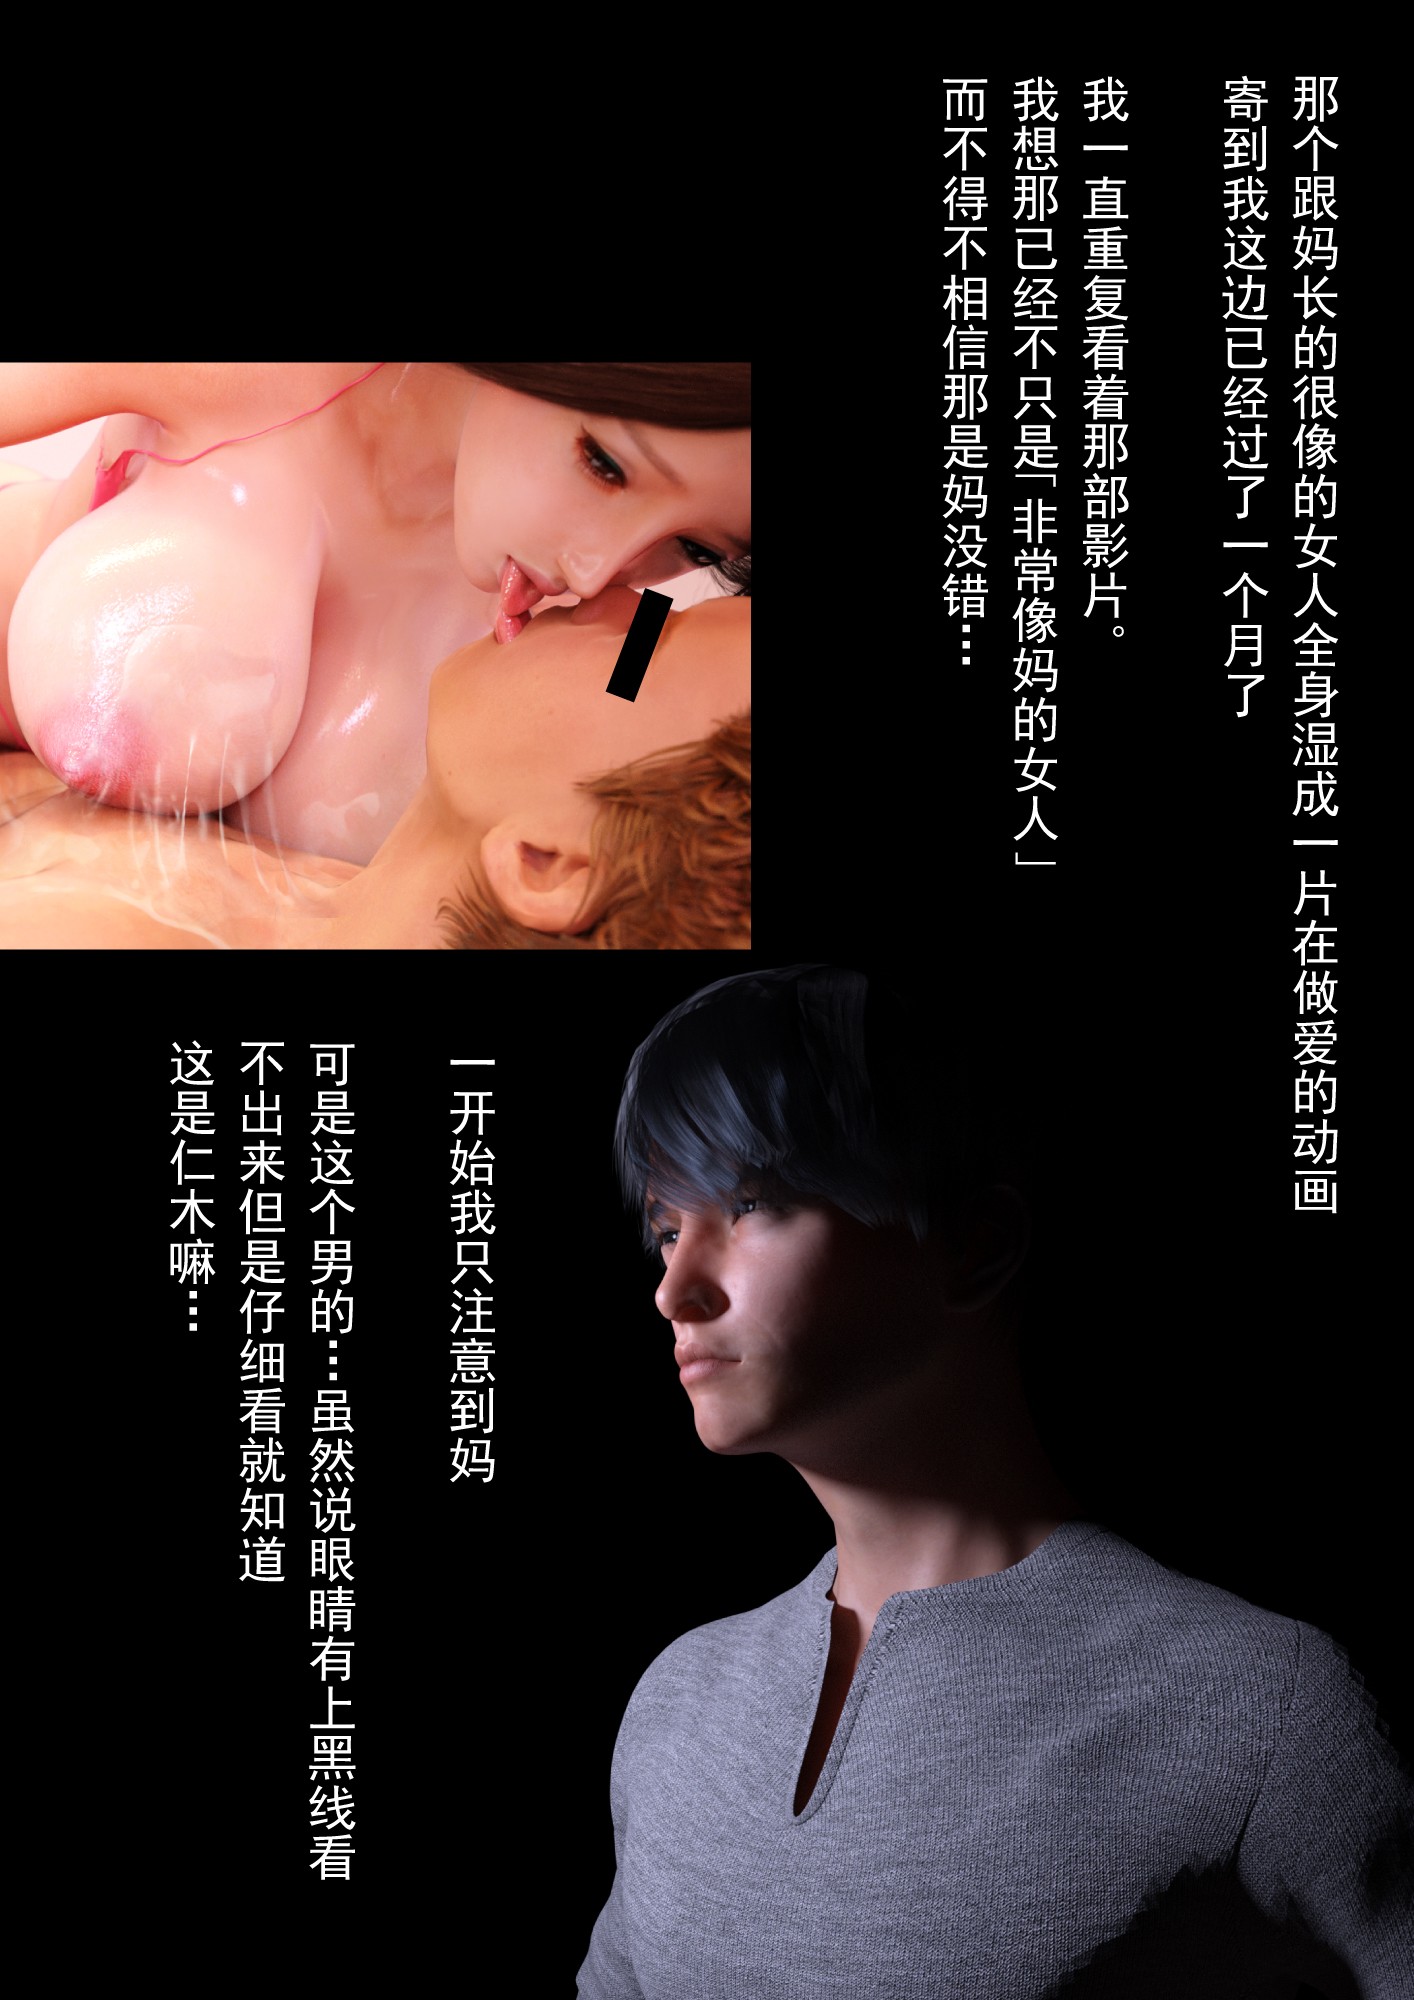 那个跟妈长的很像的女人全身湿成一片在做爱的动画
寄到我这边已经过了一个月了
我一直重复看着那部影片。
我想那已经不只是「非常像妈的女人」
而不得不相信那是妈没错…
一开始我只注意到妈
可是这个男的…虽然说眼睛有上黑线看
不出来但是仔细看就知道
这是仁木嘛…